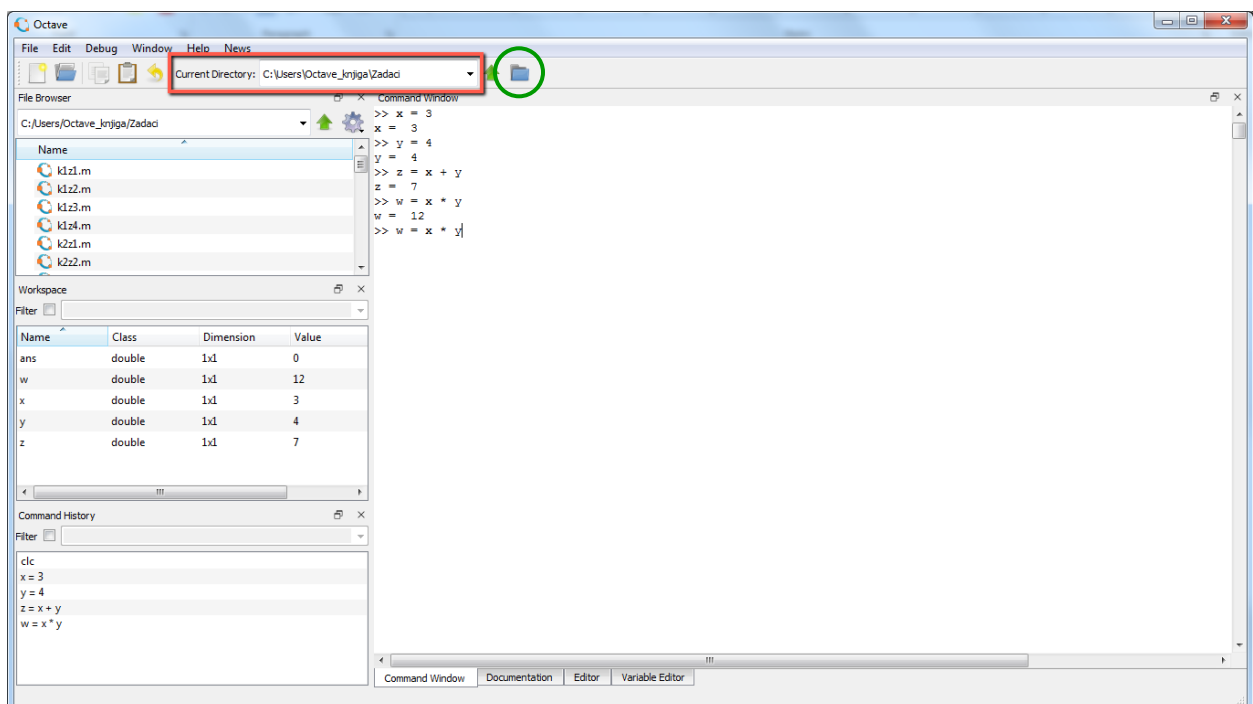 Octave
File Edit Debug Window Help News
Current Directory: C:\Users\Octave_knjiga\Zadaci
File Browser
C:/Users/Octave_knjiga/Zadaci
Name
k1z1.m
k1z2.m
k1z3.m
k1z4.m
k2z1.m
k2z2.m
Workspace
Filter
Name Class Dimension Value
ans double 1x1 0
w double 1x1 12
x double 1x1 3
y double 1x1 4
z double 1x1 7
Command History
Filter
clc
x = 3
y = 4
z = x + y
w = x * y
Command Window
>> x = 3
x = 3
>> y = 4
y = 4
>> z = x + y
z = 7
>> w = x * y
w = 12
>> w = x * y
Command Window Documentation Editor Variable Editor